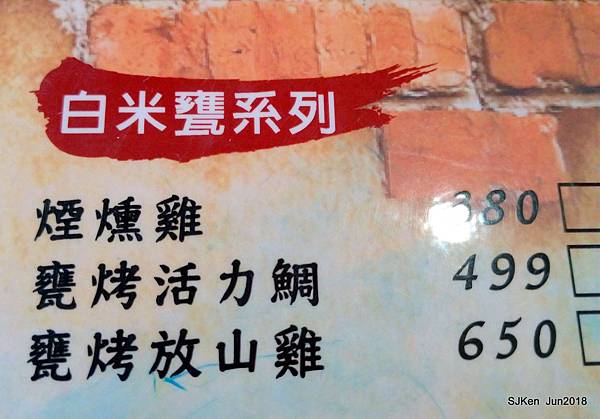 白米甕系列
煙燻雞 380
甕烤活力鯛 499
甕烤放山雞 650
SJKen Jun2018